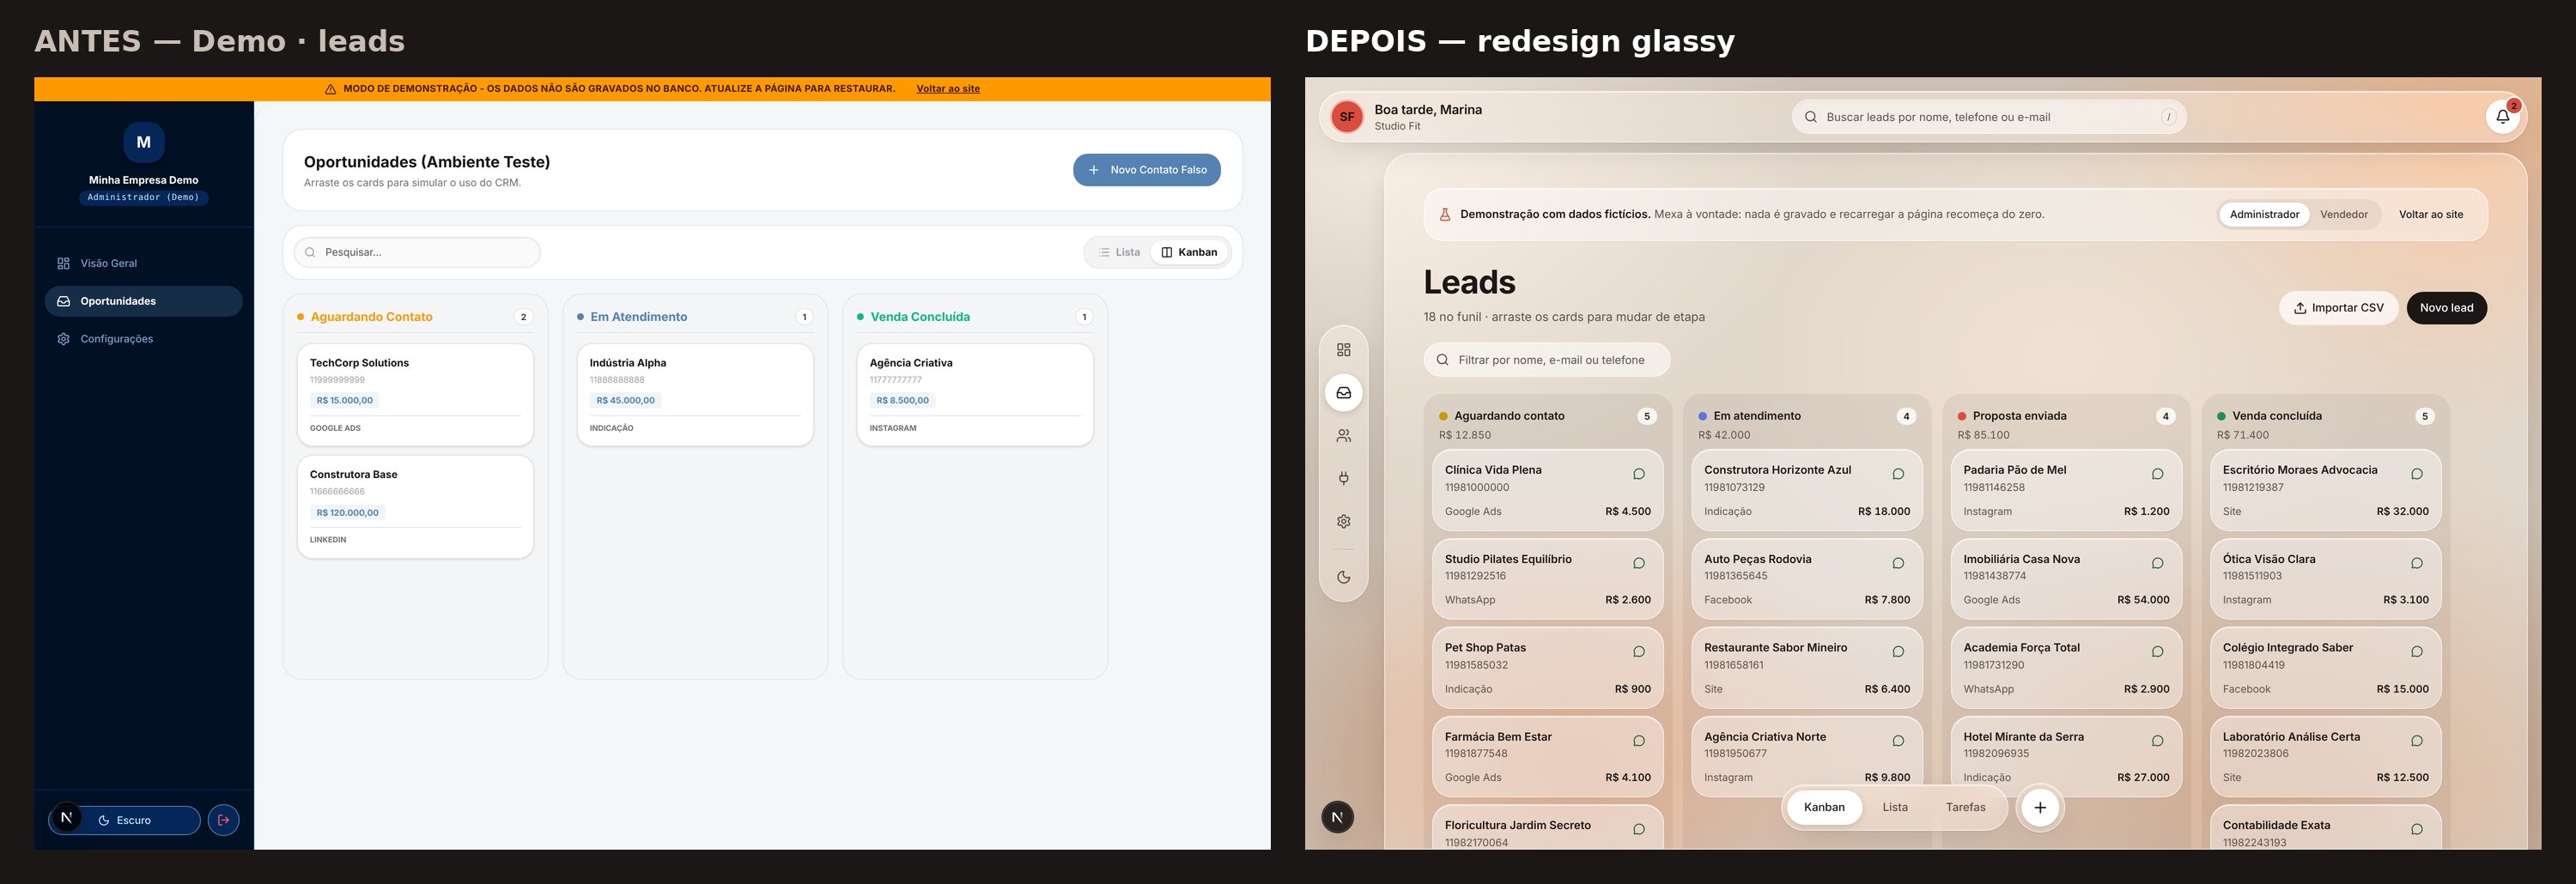 ANTES — Demo · leads
MODO DE DEMONSTRAÇÃO - OS DADOS NÃO SÃO GRAVADOS NO BANCO. ATUALIZE A PÁGINA PARA RESTAURAR. Voltar ao site
M
Minha Empresa Demo
Administrador (Demo)
Visão Geral
Oportunidades
Configurações
N
Escuro
Oportunidades (Ambiente Teste)
Arraste os cards para simular o uso do CRM.
Novo Contato Falso
Pesquisar...
Lista
Kanban
Aguardando Contato 2
TechCorp Solutions
11999999999
R$ 15.000,00
GOOGLE ADS
Construtora Base
11666666666
R$ 120.000,00
LINKEDIN
Em Atendimento 1
Indústria Alpha
11888888888
R$ 45.000,00
INDICAÇÃO
Venda Concluída 1
Agência Criativa
11777777777
R$ 8.500,00
INSTAGRAM
DEPOIS — redesign glassy
SF
Boa tarde, Marina
Studio Fit
Buscar leads por nome, telefone ou e-mail /
2
Demonstração com dados fictícios. Mexa à vontade: nada é gravado e recarregar a página recomeça do zero.
Administrador
Vendedor
Voltar ao site
Leads
18 no funil · arraste os cards para mudar de etapa
Importar CSV
Novo lead
Filtrar por nome, e-mail ou telefone
Aguardando contato 5
R$ 12.850
Clínica Vida Plena
11981000000
Google Ads R$ 4.500
Studio Pilates Equilíbrio
11981292516
WhatsApp R$ 2.600
Pet Shop Patas
11981585032
Indicação R$ 900
Farmácia Bem Estar
11981877548
Google Ads R$ 4.100
Floricultura Jardim Secreto
11982170064
Em atendimento 4
R$ 42.000
Construtora Horizonte Azul
11981073129
Indicação R$ 18.000
Auto Peças Rodovia
11981365645
Facebook R$ 7.800
Restaurante Sabor Mineiro
11981658161
Site R$ 6.400
Agência Criativa Norte
11981950677
Instagram R$ 9.800
Proposta enviada 4
R$ 85.100
Padaria Pão de Mel
11981146258
Instagram R$ 1.200
Imobiliária Casa Nova
11981438774
Google Ads R$ 54.000
Academia Força Total
11981731290
WhatsApp R$ 2.900
Hotel Mirante da Serra
11982096935
Indicação R$ 27.000
Venda concluída 5
R$ 71.400
Escritório Moraes Advocacia
11981219387
Site R$ 32.000
Ótica Visão Clara
11981511903
Instagram R$ 3.100
Colégio Integrado Saber
11981804419
Facebook R$ 15.000
Laboratório Análise Certa
11982023806
Site R$ 12.500
Contabilidade Exata
11982243193
Kanban
Lista
Tarefas
N